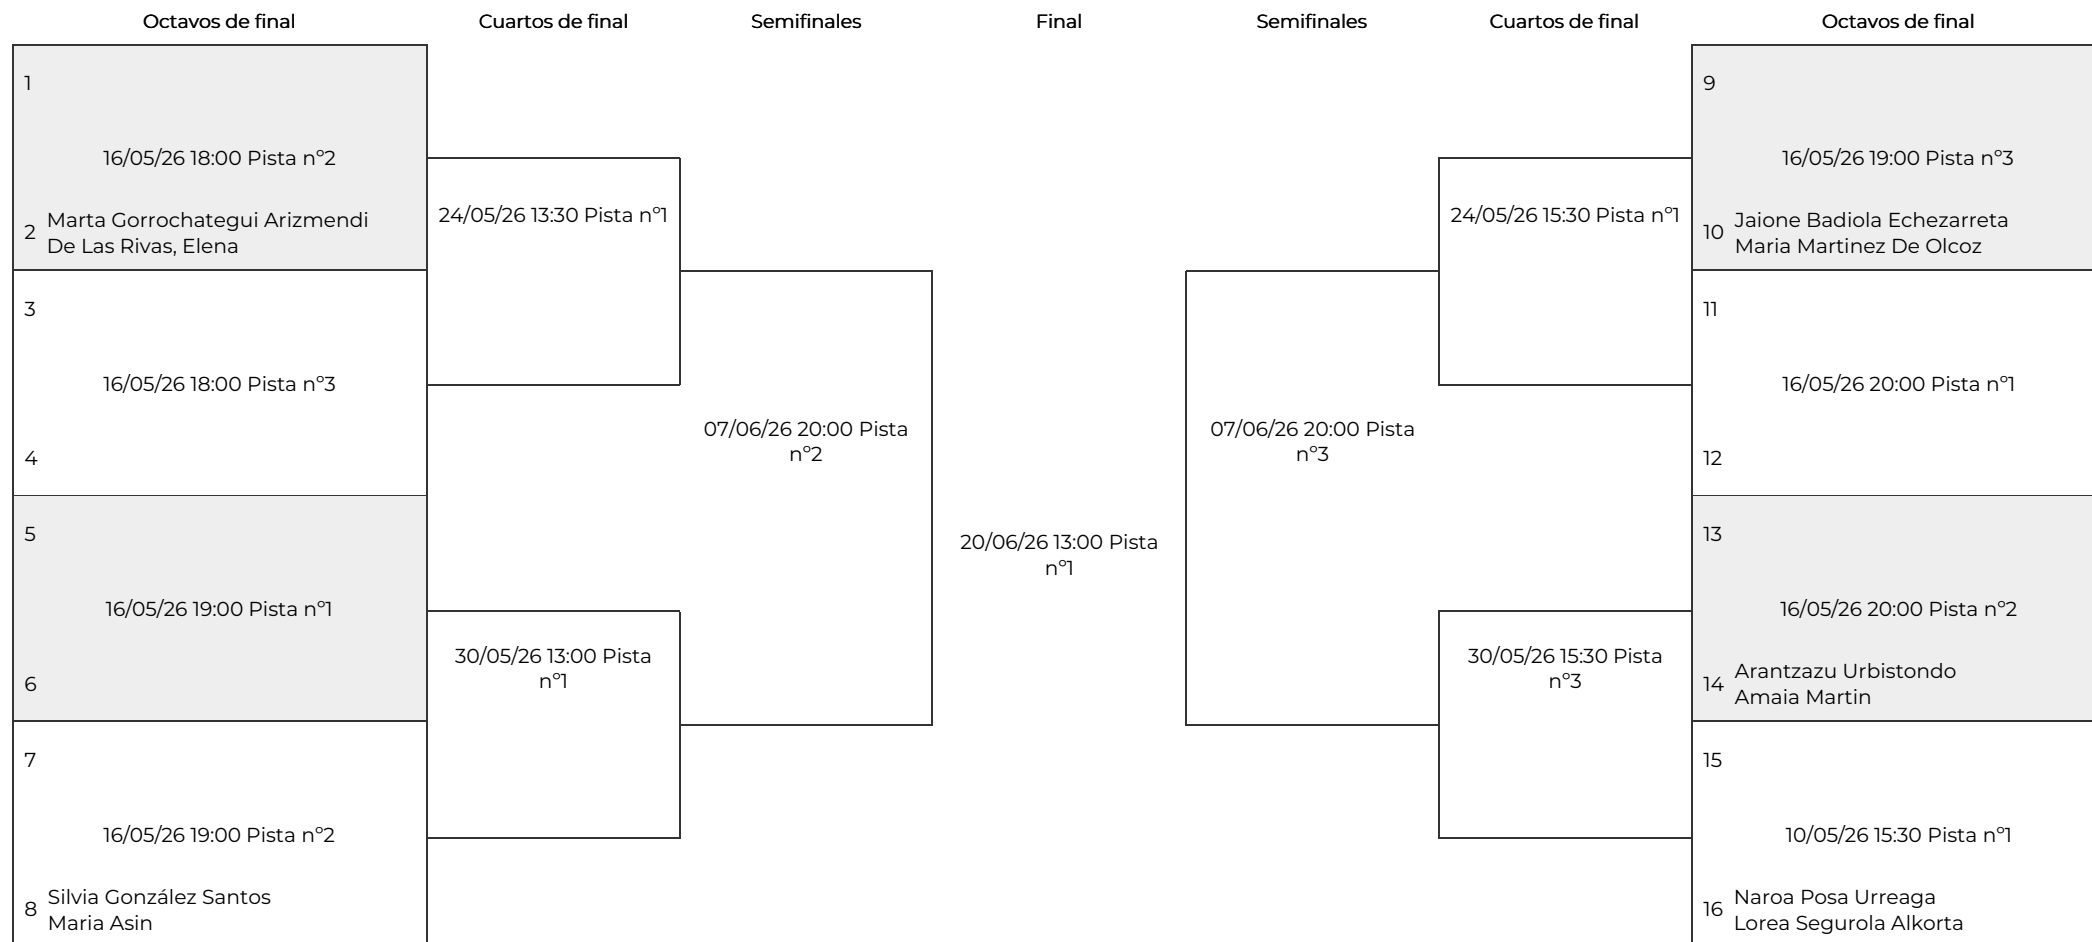 Octavos de final
Cuartos de final
Semifinales
Final
Semifinales
Cuartos de final
Octavos de final
1
16/05/26 18:00 Pista nº2
2
Marta Gorrochategui Arizmendi
De Las Rivas, Elena
3
16/05/26 18:00 Pista nº3
4
5
16/05/26 19:00 Pista nº1
6
7
16/05/26 19:00 Pista nº2
8
Silvia González Santos
Maria Asin
24/05/26 13:30 Pista nº1
30/05/26 13:00 Pista
nº1
07/06/26 20:00 Pista
nº2
20/06/26 13:00 Pista
nº1
07/06/26 20:00 Pista
nº3
24/05/26 15:30 Pista nº1
30/05/26 15:30 Pista
nº3
9
16/05/26 19:00 Pista nº3
10
Jaione Badiola Echezarreta
Maria Martinez De Olcoz
11
16/05/26 20:00 Pista nº1
12
13
16/05/26 20:00 Pista nº2
14
Arantzazu Urbistondo
Amaia Martin
15
10/05/26 15:30 Pista nº1
16
Naroa Posa Urreaga
Lorea Segurola Alkorta